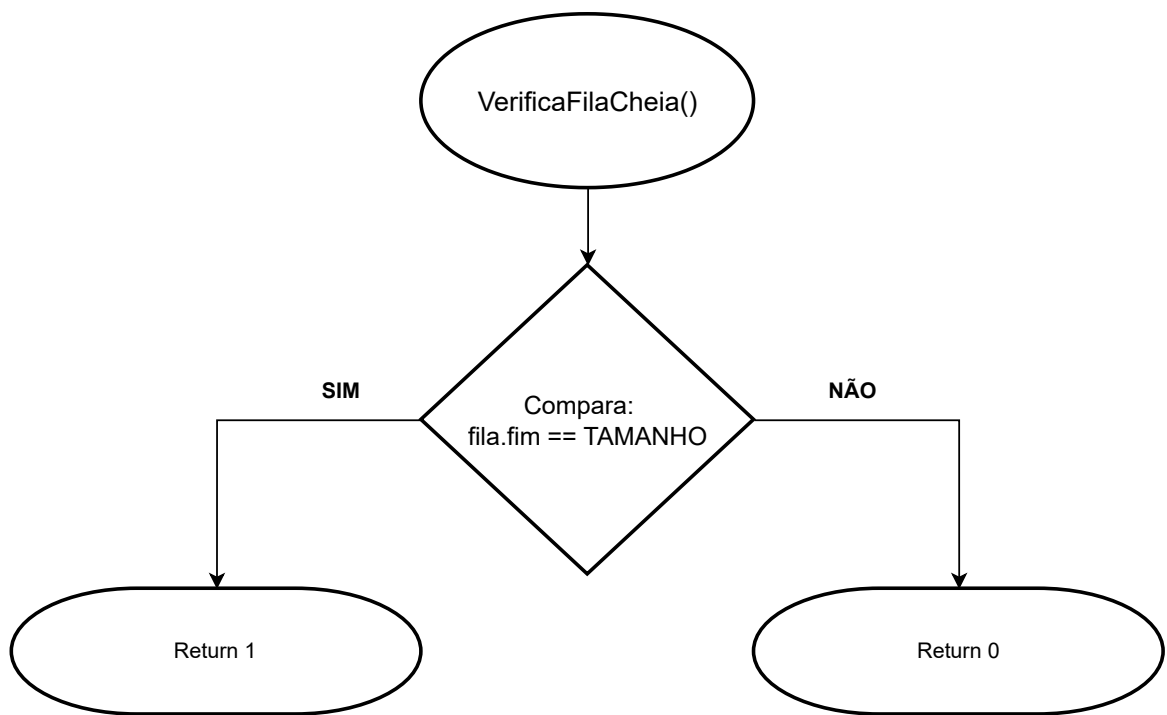 VerificaFilaCheia()
SIM
NÃO
Compara:
fila.fim == TAMANHO
Return 1
Return 0